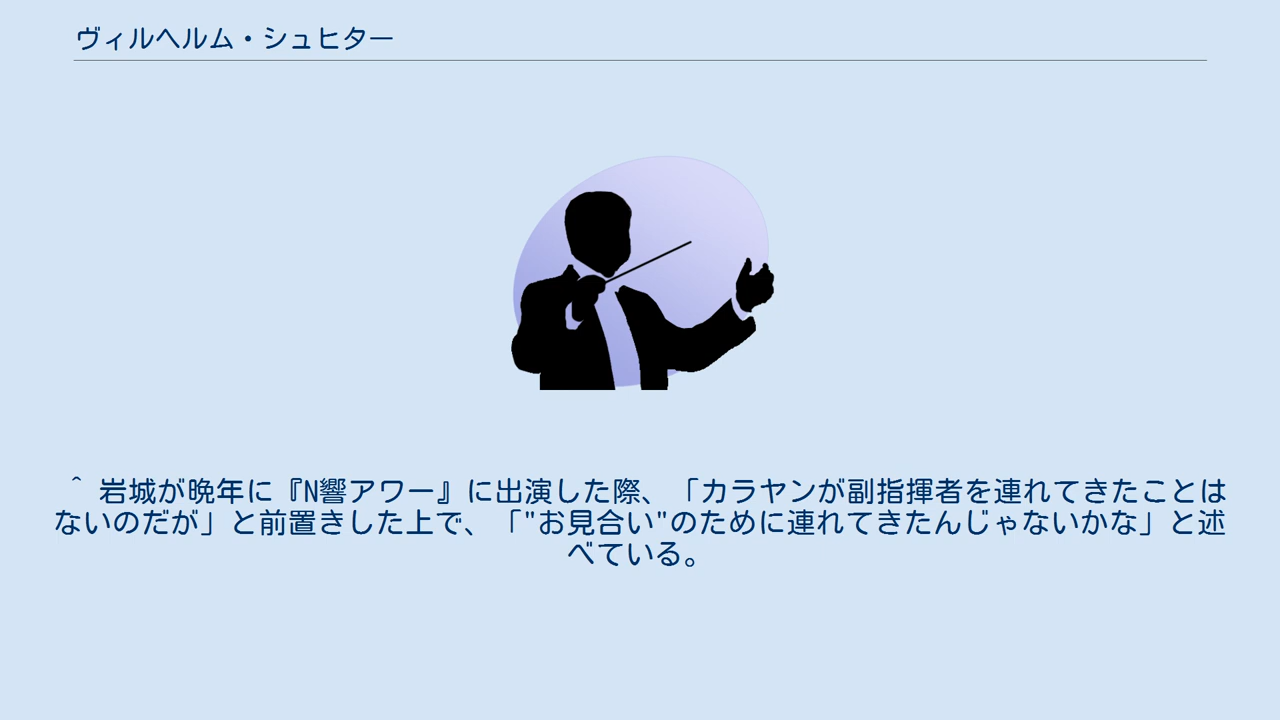 ヴィルヘルム・シュヒター
^ 岩城が晩年に『N響アワー』に出演した際、「カラヤンが副指揮者を連れてきたことは
ないのだが」と前置きした上で、「"お見合い"のために連れてきたんじゃないかな」と述
べている。